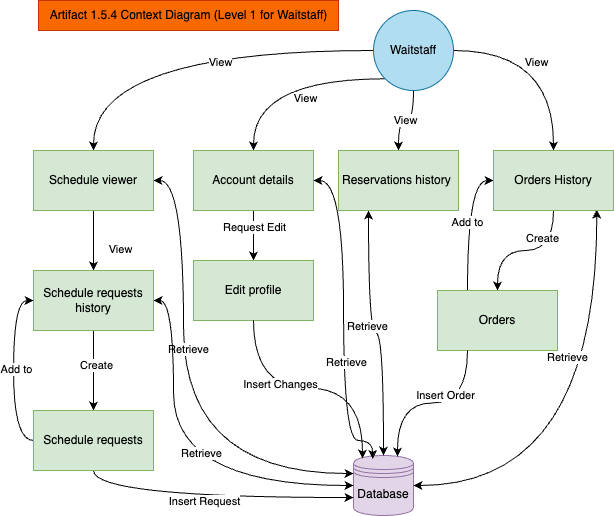 Artifact 1.5.4 Context Diagram (Level 1 for Waitstaff)
Waitstaff
View
View
View
View
Schedule viewer
Account details
Reservations history
Orders History
Request Edit
Add to
Create
View
Schedule requests
history
Edit profile
Orders
Retrieve
Retrieve
Retrieve
Retrieve
Add to
Create
Insert Changes
Insert Order
Schedule requests
Retrieve
Insert Request
Database